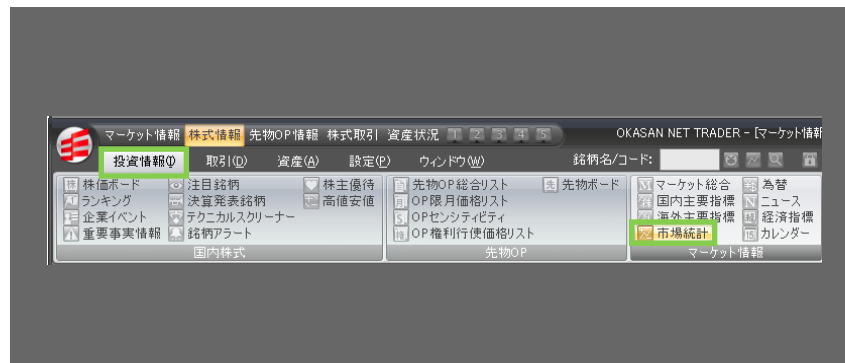 マーケット情報 株式情報 先物OP情報 株式取引 資産状況 1 2 3 4 5 OKASAN NET TRADER - [マーケット情報
投資情報(I) 取引(D) 資産(A) 設定(P) ウィンドウ(W) 銘柄名/コード:
株価ボード 注目銘柄 株主優待 先物OP総合リスト 先物ボード マーケット総合 為替
ランキング 決算発表銘柄 高値安値 OP限月価格リスト 国内主要指標 ニュース
企業イベント テクニカルスクリーナー OPセンシティビティ 海外主要指標 経済指標
重要事実情報 銘柄アラート OP権利行使価格リスト 市場統計 カレンダー
国内株式 先物OP マーケット情報